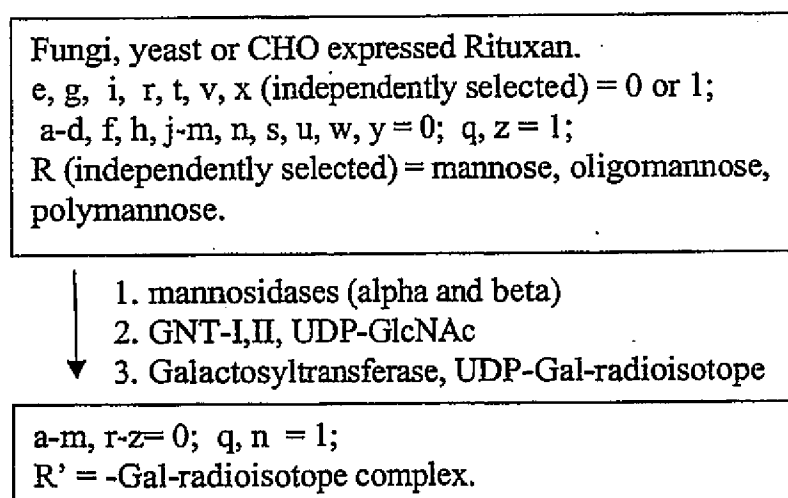 Fungi, yeast or CHO expressed Rituxan.
e, g, i, r, t, v, x (independently selected) = 0 or 1;
a-d, f, h, j-m, n, s, u, w, y = 0; q, z = 1;
R (independently selected) = mannose, oligomannose,
polymannose.
1. mannosidases (alpha and beta)
2. GNT-I,II, UDP-GlcNAc
3. Galactosyltransferase, UDP-Gal-radioisotope
a-m, r-z= 0; q, n = 1;
R' = -Gal-radioisotope complex.